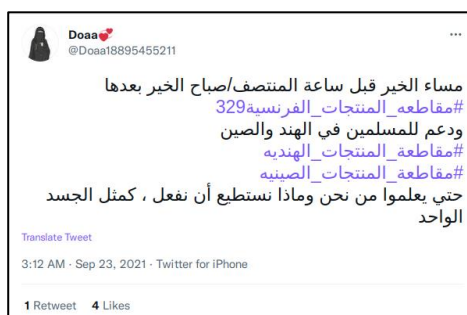 Doaa💞
@Doaa18895455211
مساء الخير قبل ساعة المنتصف/صباح الخير بعدها
#مقاطعه_المنتجات_الفرنسية329
ودعم للمسلمين في الهند والصين
#مقاطعة_المنتجات_الهنديه
#مقاطعة_المنتجات_الصينيه
حتي يعلموا من نحن وماذا نستطيع أن نفعل ، كمثل الجسد
الواحد
Translate Tweet
3:12 AM · Sep 23, 2021 · Twitter for iPhone
1 Retweet 4 Likes